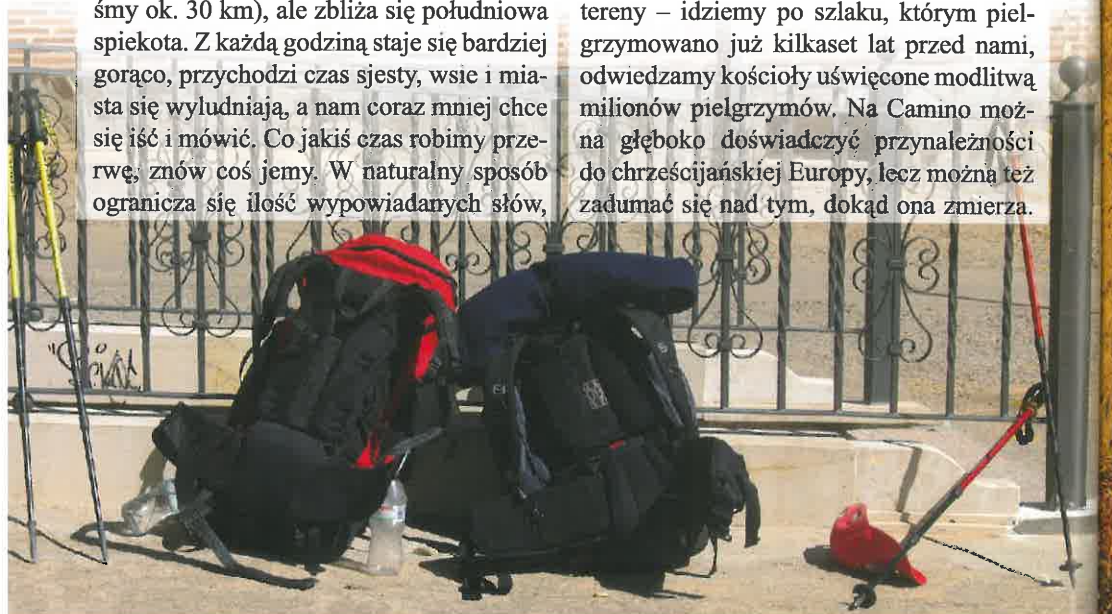 śmy ok. 30 km), ale zbliża się południowa
spiekota. Z każdą godziną staje się bardziej
gorąco, przychodzi czas sjesty, wsie i mia-
sta się wyludniają, a nam coraz mniej chce
się iść i mówić. Co jakiś czas robimy prze-
rwę, znów coś jemy. W naturalny sposób
ogranicza się ilość wypowiadanych słów,
tereny – idziemy po szlaku, którym piel-
grzymowano już kilkaset lat przed nami,
odwiedzamy kościoły uświęcone modlitwą
milionów pielgrzymów. Na Camino moż-
na głęboko doświadczyć przynależności
do chrześcijańskiej Europy, lecz można też
zadumać się nad tym, dokąd ona zmierza.